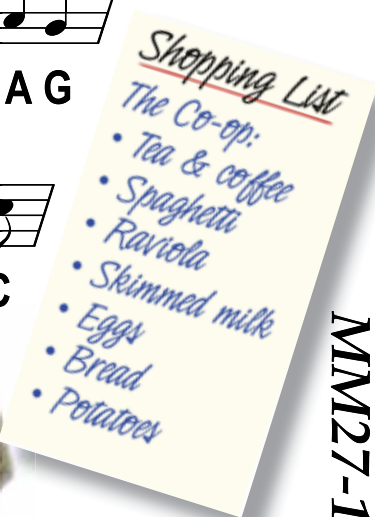 A G
C
Shopping List
The Co-op:
• Tea & coffee
• Spaghetti
• Raviola
• Skimmed milk
• Eggs
• Bread
• Potatoes
MM27-1